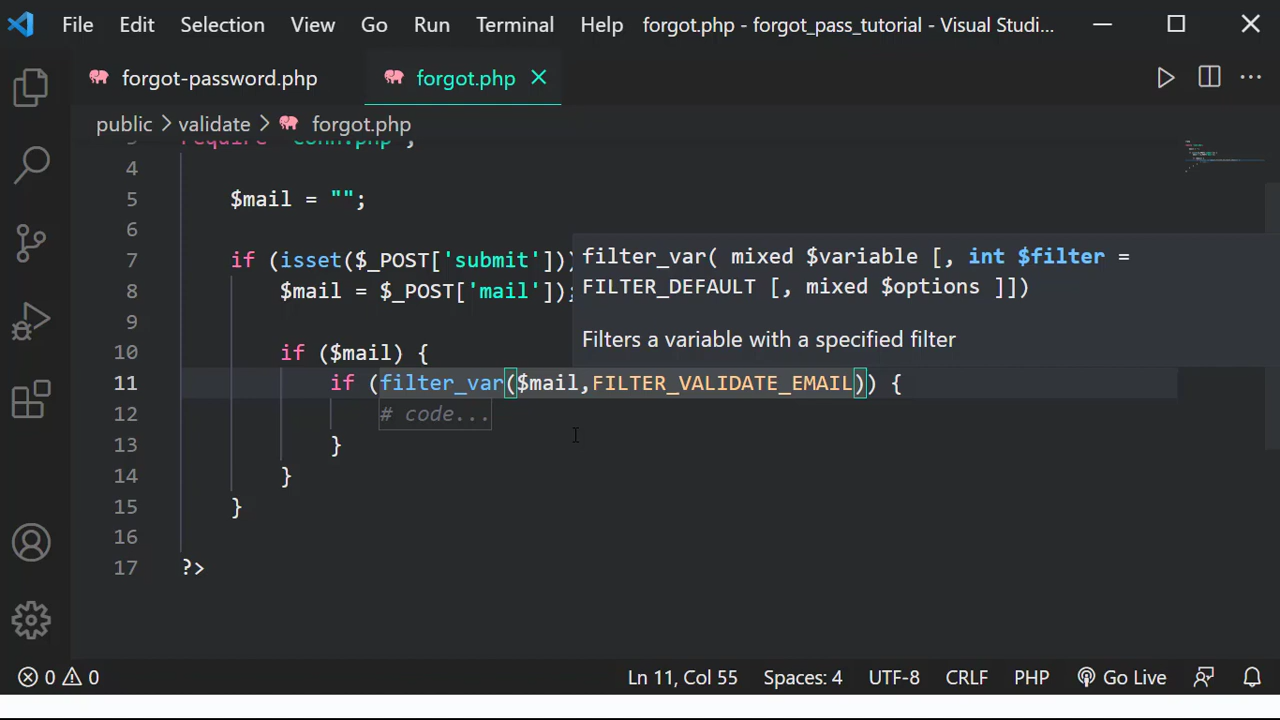 File Edit Selection View Go Run Terminal Help forgot.php - forgot_pass_tutorial - Visual Studi...
forgot-password.php forgot.php
public > validate > forgot.php
4
5 $mail = "";
6
7 if (isset($_POST['submit']))
8 $mail = $_POST['mail']);
9
10 if ($mail) {
11 if (filter_var($mail,FILTER_VALIDATE_EMAIL)) {
12 # code...
13 }
14 }
15 }
16
17 ?>
filter_var( mixed $variable [, int $filter =
FILTER_DEFAULT [, mixed $options ]])
Filters a variable with a specified filter
0 0 Ln 11, Col 55 Spaces: 4 UTF-8 CRLF PHP Go Live